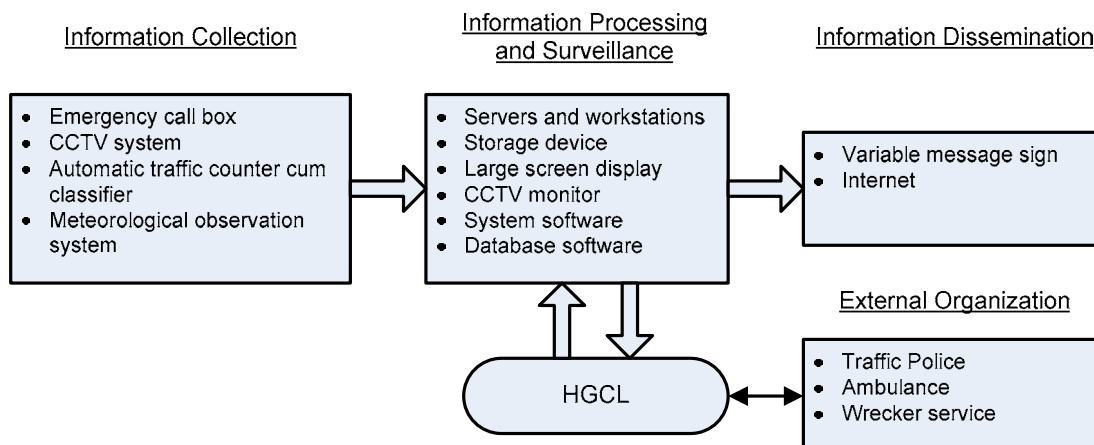 Information Collection
• Emergency call box
• CCTV system
• Automatic traffic counter cum
classifier
• Meteorological observation
system
Information Processing
and Surveillance
• Servers and workstations
• Storage device
• Large screen display
• CCTV monitor
• System software
• Database software
Information Dissemination
• Variable message sign
• Internet
HGCL
External Organization
• Traffic Police
• Ambulance
• Wrecker service